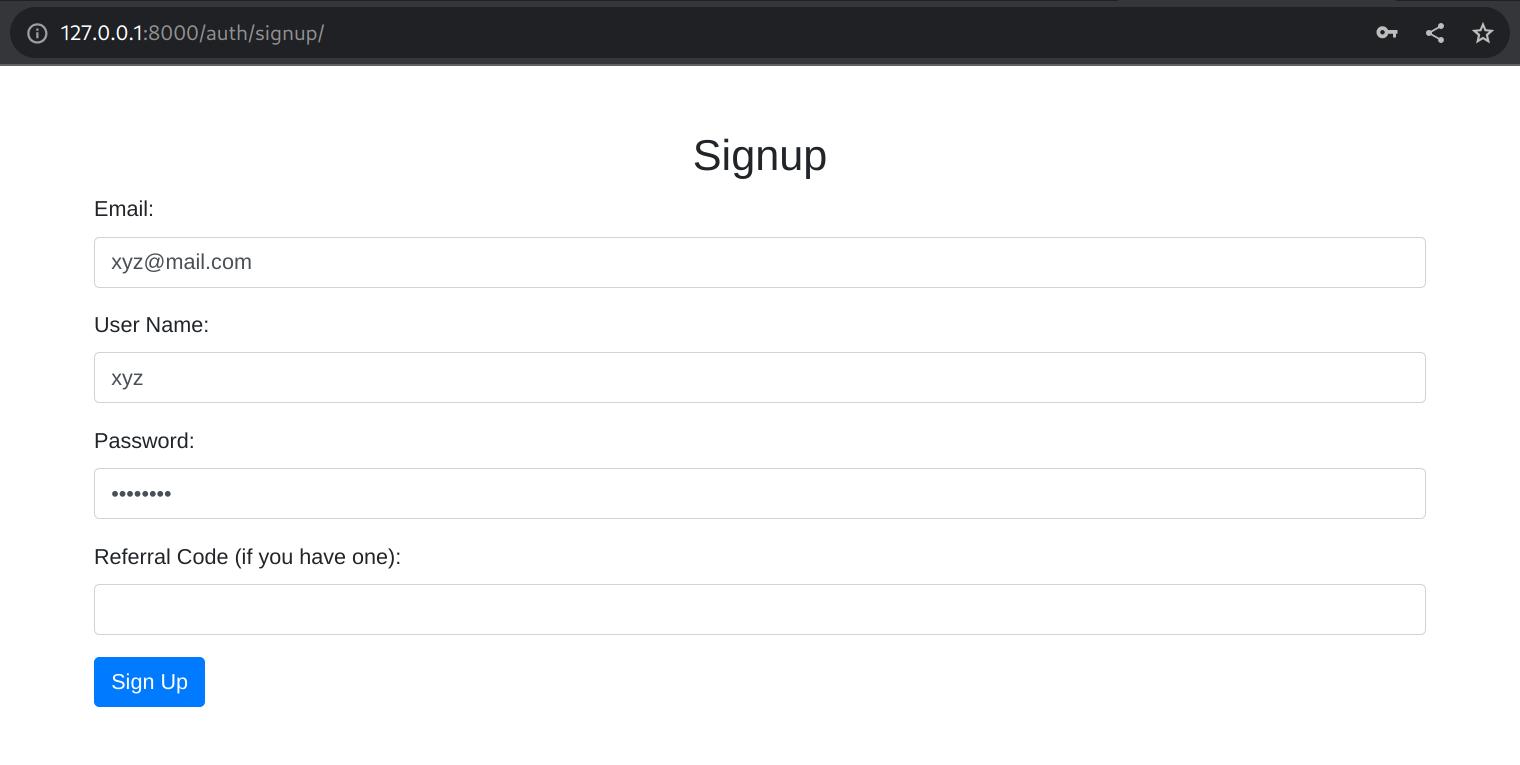 127.0.0.1:8000/auth/signup/
Signup
Email:
xyz@mail.com
User Name:
xyz
Password:
••••••••
Referral Code (if you have one):
Sign Up